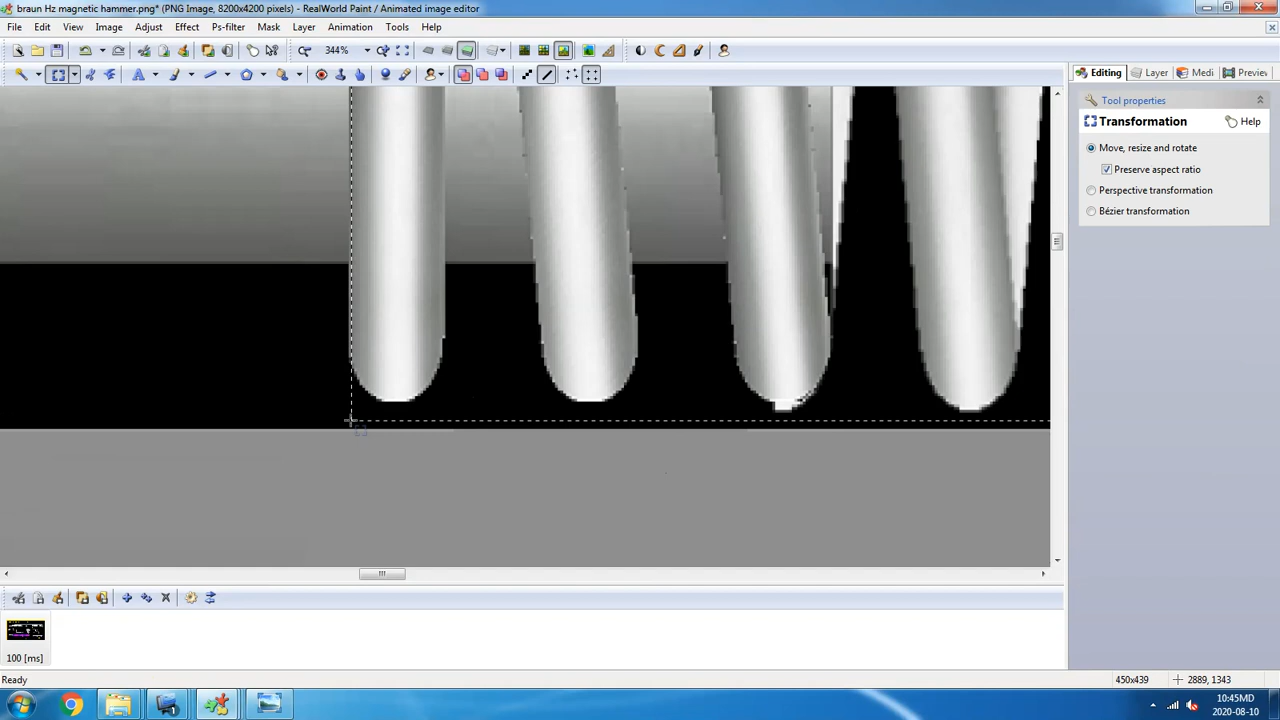 braun Hz magnetic hammer.png* (PNG Image, 8200x4200 pixels) - RealWorld Paint / Animated image editor
File Edit View Image Adjust Effect Ps-filter Mask Layer Animation Tools Help
344%
Editing Layer Medi Preview
Tool properties
Transformation Help
Move, resize and rotate
Preserve aspect ratio
Perspective transformation
Bézier transformation
100 [ms]
Ready 450x439 2889, 1343
10:45MD
2020-08-10